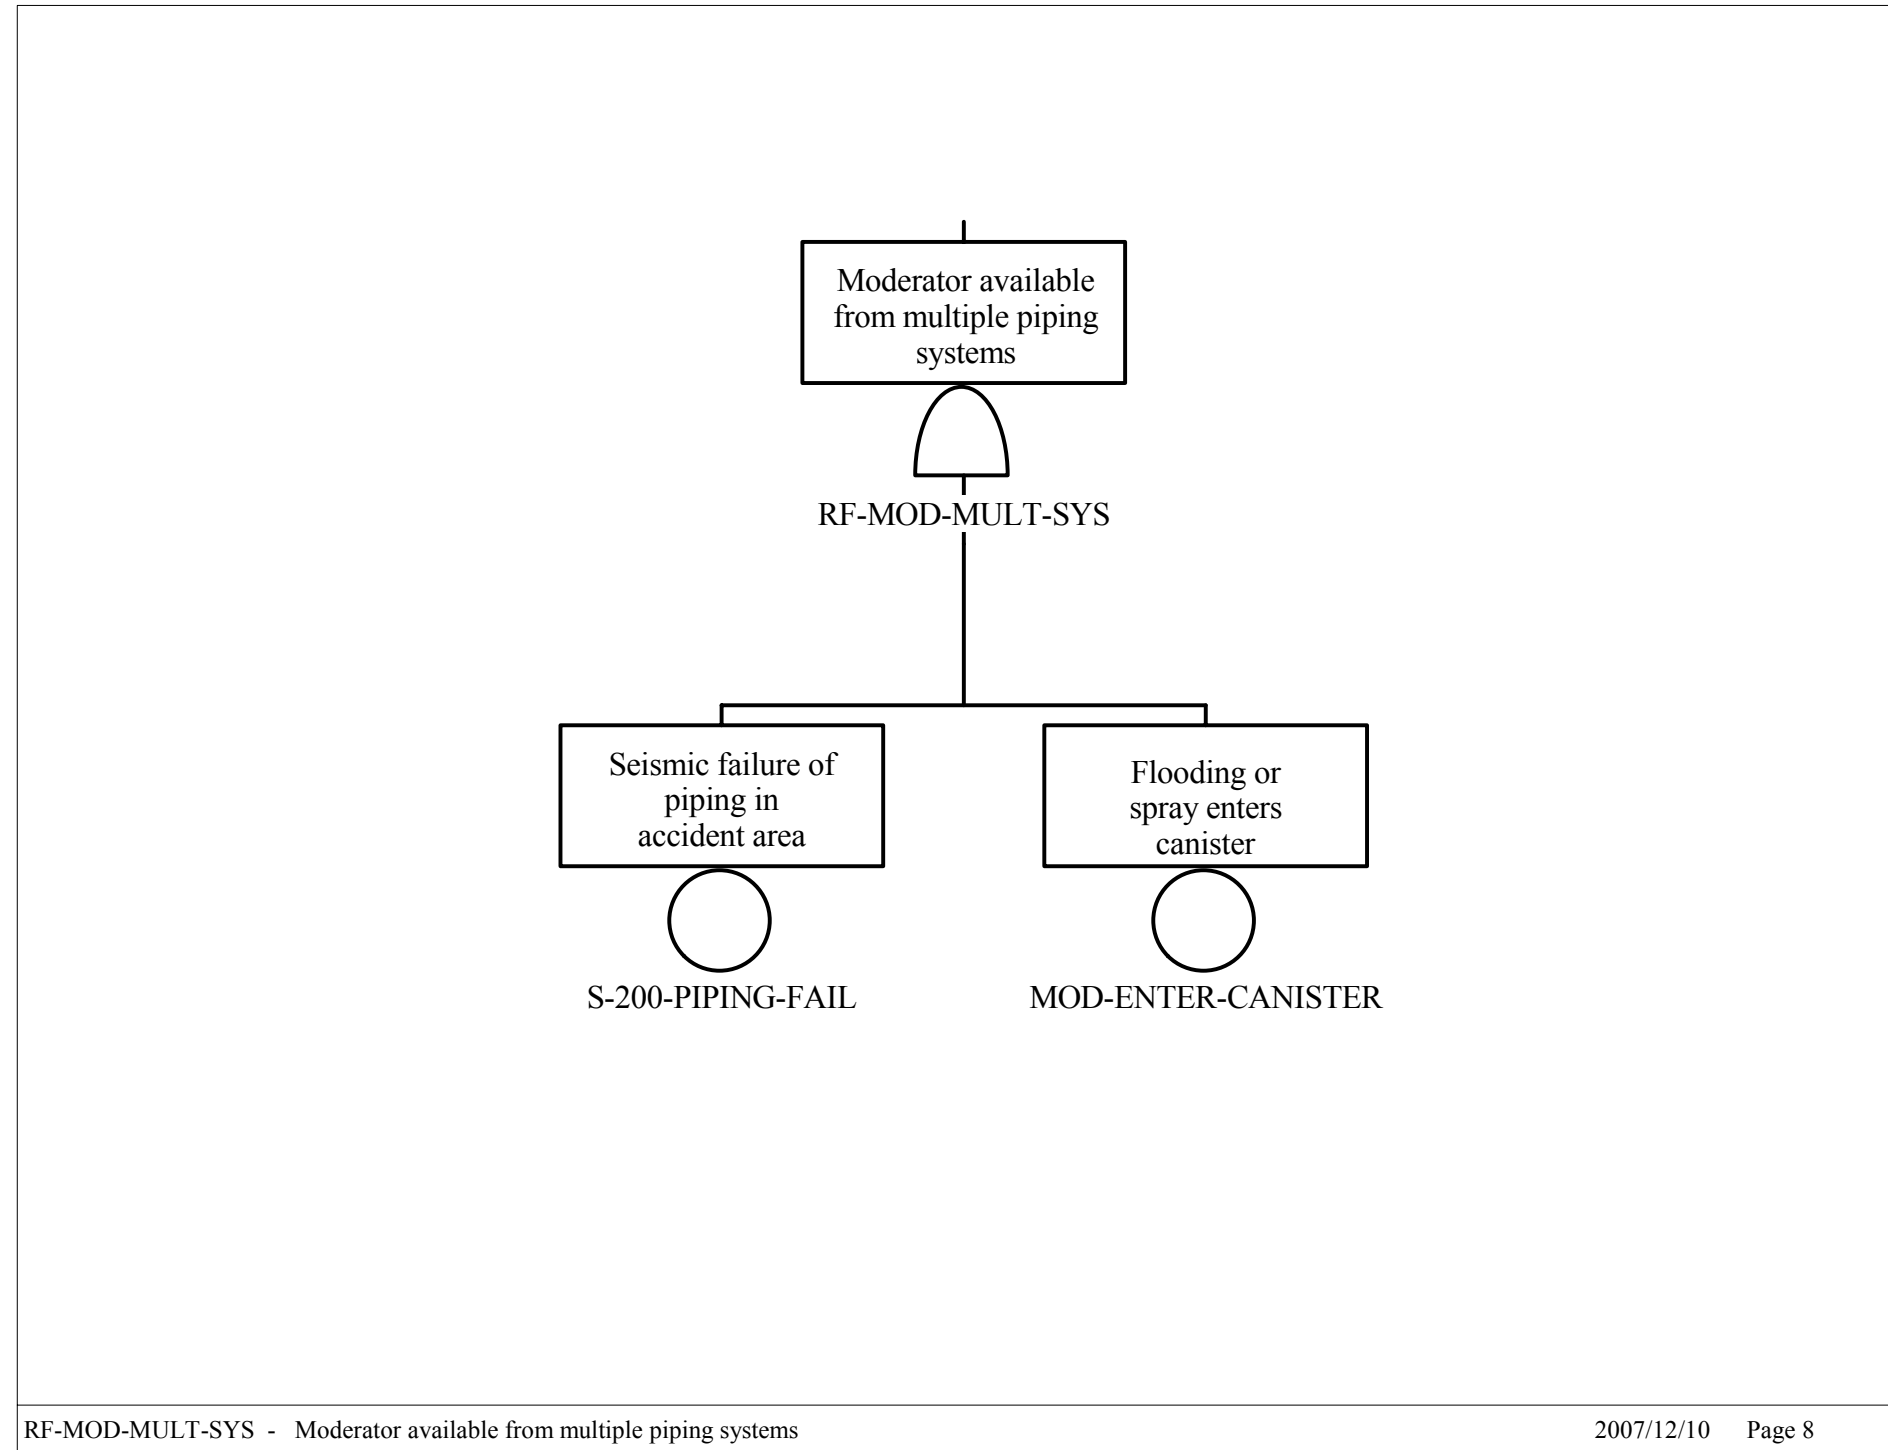 Moderator available
from multiple piping
systems
RF-MOD-MULT-SYS
Seismic failure of
piping in
accident area
S-200-PIPING-FAIL
Flooding or
spray enters
canister
MOD-ENTER-CANISTER
RF-MOD-MULT-SYS - Moderator available from multiple piping systems
2007/12/10 Page 8